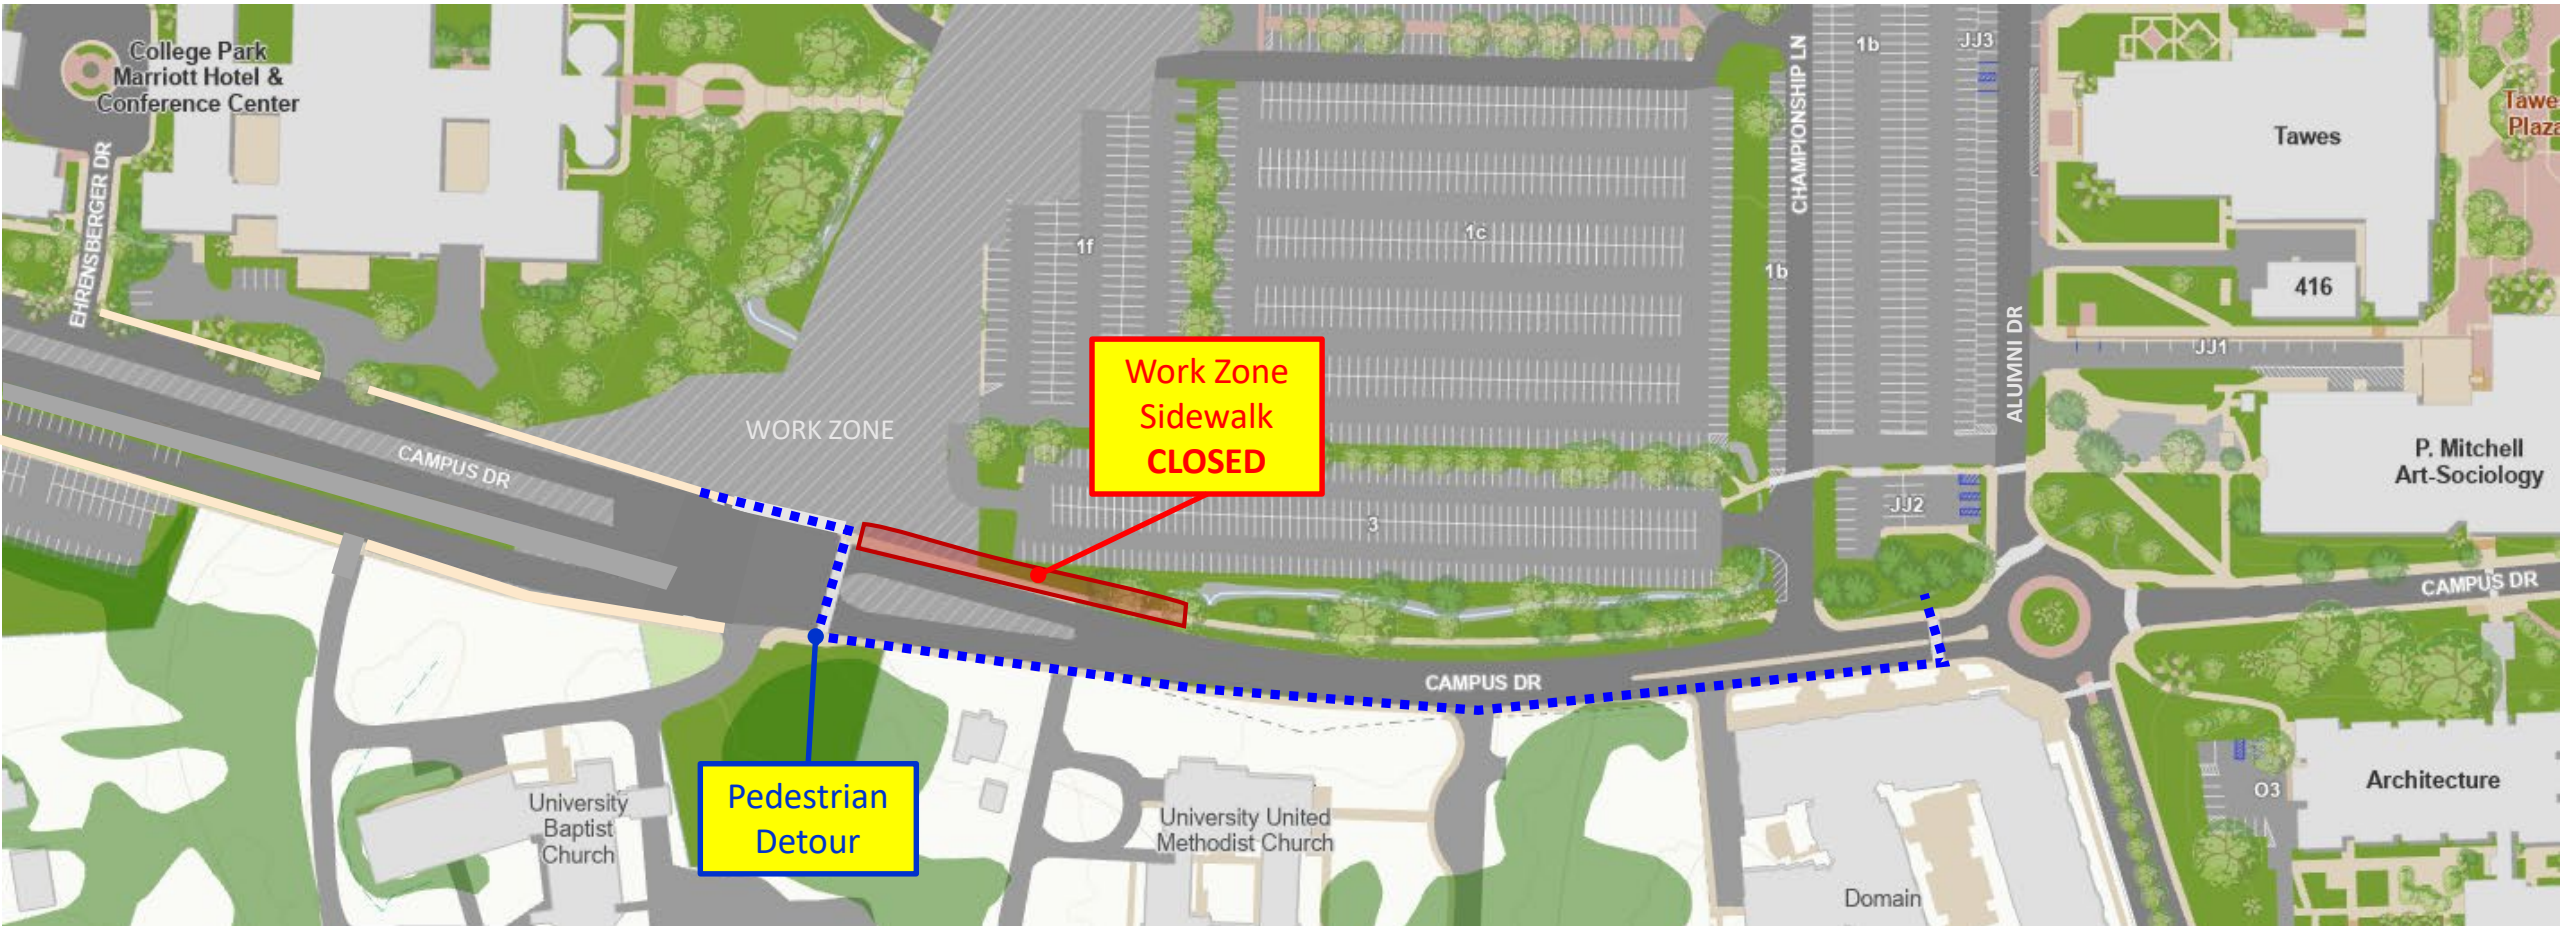 College Park
Marriott Hotel &
Conference Center
EHRENSBERGER DR
CHAMPIONSHIP LN
1b
JJ3
Tawes
Tawe
Plaza
416
1f
1c
1b
ALUMNI DR
JJ1
Work Zone
Sidewalk
CLOSED
WORK ZONE
CAMPUS DR
P. Mitchell
Art-Sociology
3
JJ2
CAMPUS DR
CAMPUS DR
Pedestrian
Detour
University
Baptist
Church
University United
Methodist Church
Domain
O3
Architecture